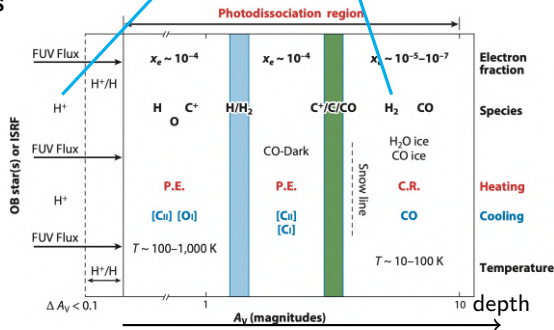 s
Photodissociation region
FUV Flux
x_e ~ 10⁻⁴
x_e ~ 10⁻⁴
10⁻⁵–10⁻⁷
Electron
fraction
H⁺/H
H⁺
H C⁺
O
H/H₂
C⁺/C/CO
H₂ CO
Species
OB star(s) or ISRF
FUV Flux
CO-Dark
H₂O ice
CO ice
Snow line
H⁺
P.E.
P.E.
C.R.
Heating
[CII] [OI]
[CII]
[CI]
CO
Cooling
FUV Flux
T ~ 100–1,000 K
T ~ 10–100 K
Temperature
H⁺/H
Δ A_V < 0.1
1
10
depth
A_V (magnitudes)